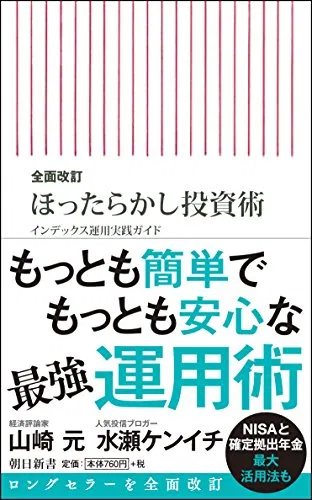 全面改訂
ほったらかし投資術
インデックス運用実践ガイド
もっとも簡単で
もっとも安心な
最強運用術
経済評論家
山崎 元
人気投信ブロガー
水瀬ケンイチ
朝日新書 定価:本体760円+税
NISAと
確定拠出年金
最大
活用法も
ロングセラーを全面改訂